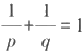 1/p + 1/q = 1